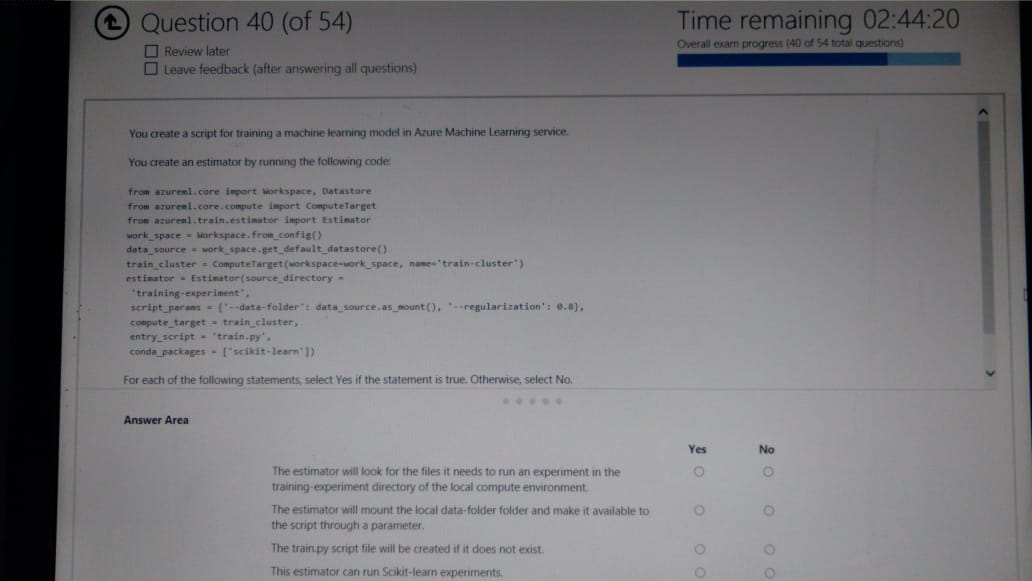 Question 40 (of 54)
Time remaining 02:44:20
Review later
Overall exam progress (40 of 54 total questions)
Leave feedback (after answering all questions)
You create a script for training a machine learning model in Azure Machine Learning service.
You create an estimator by running the following code:
from azureml.core import Workspace, Datastore
from azureml.core.compute import ComputeTarget
from azureml.train.estimator import Estimator
work_space = Workspace.from_config()
data_source = work_space.get_default_datastore()
train_cluster = ComputeTarget(workspace=work_space, name='train-cluster')
estimator = Estimator(source_directory =
'training-experiment',
script_params = {'--data-folder': data_source.as_mount(), '--regularization': 0.8},
compute_target = train_cluster,
entry_script = 'train.py',
conda_packages = ['scikit-learn'])
For each of the following statements, select Yes if the statement is true. Otherwise, select No.
Answer Area
Yes No
The estimator will look for the files it needs to run an experiment in the
training-experiment directory of the local compute environment.
The estimator will mount the local data-folder folder and make it available to
the script through a parameter.
The train.py script file will be created if it does not exist.
This estimator can run Scikit-learn experiments.